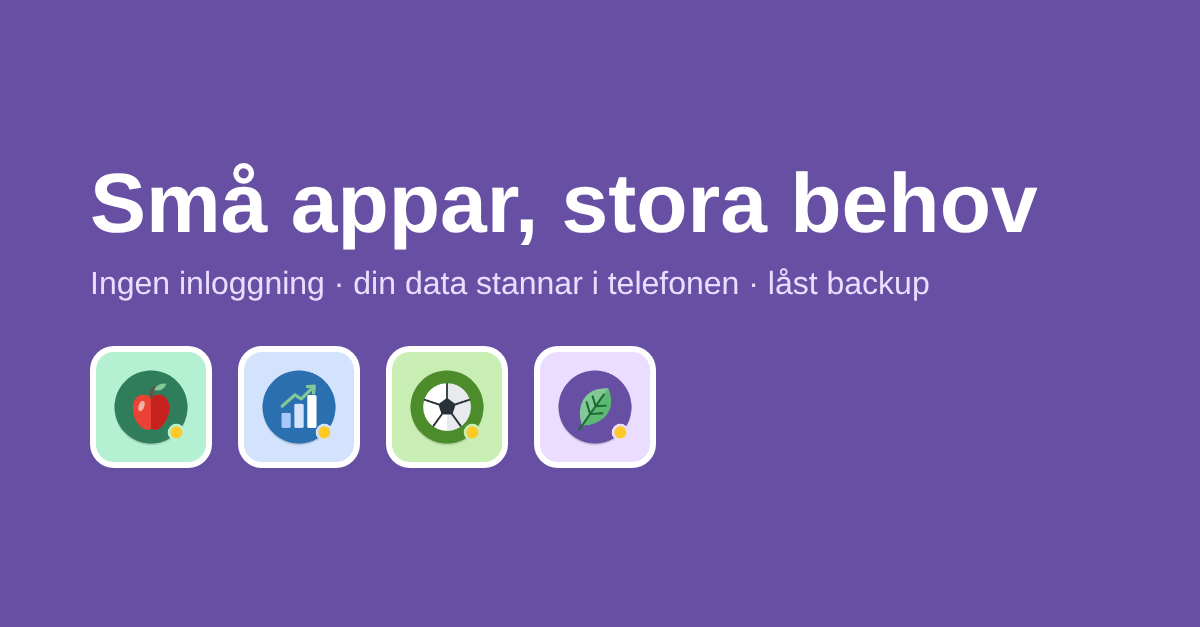 Små appar, stora behov
Ingen inloggning · din data stannar i telefonen · låst backup